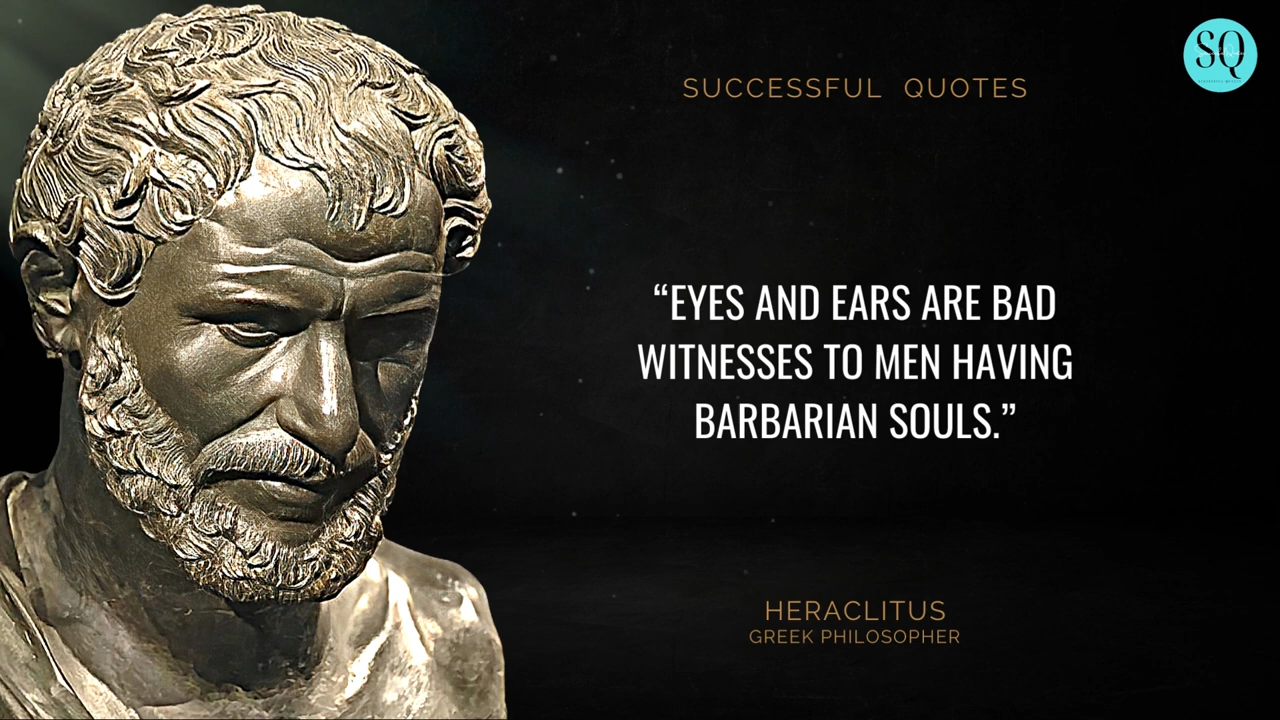 SQ
SUCCESSFUL QUOTES
“EYES AND EARS ARE BAD
WITNESSES TO MEN HAVING
BARBARIAN SOULS.”
HERACLITUS
GREEK PHILOSOPHER